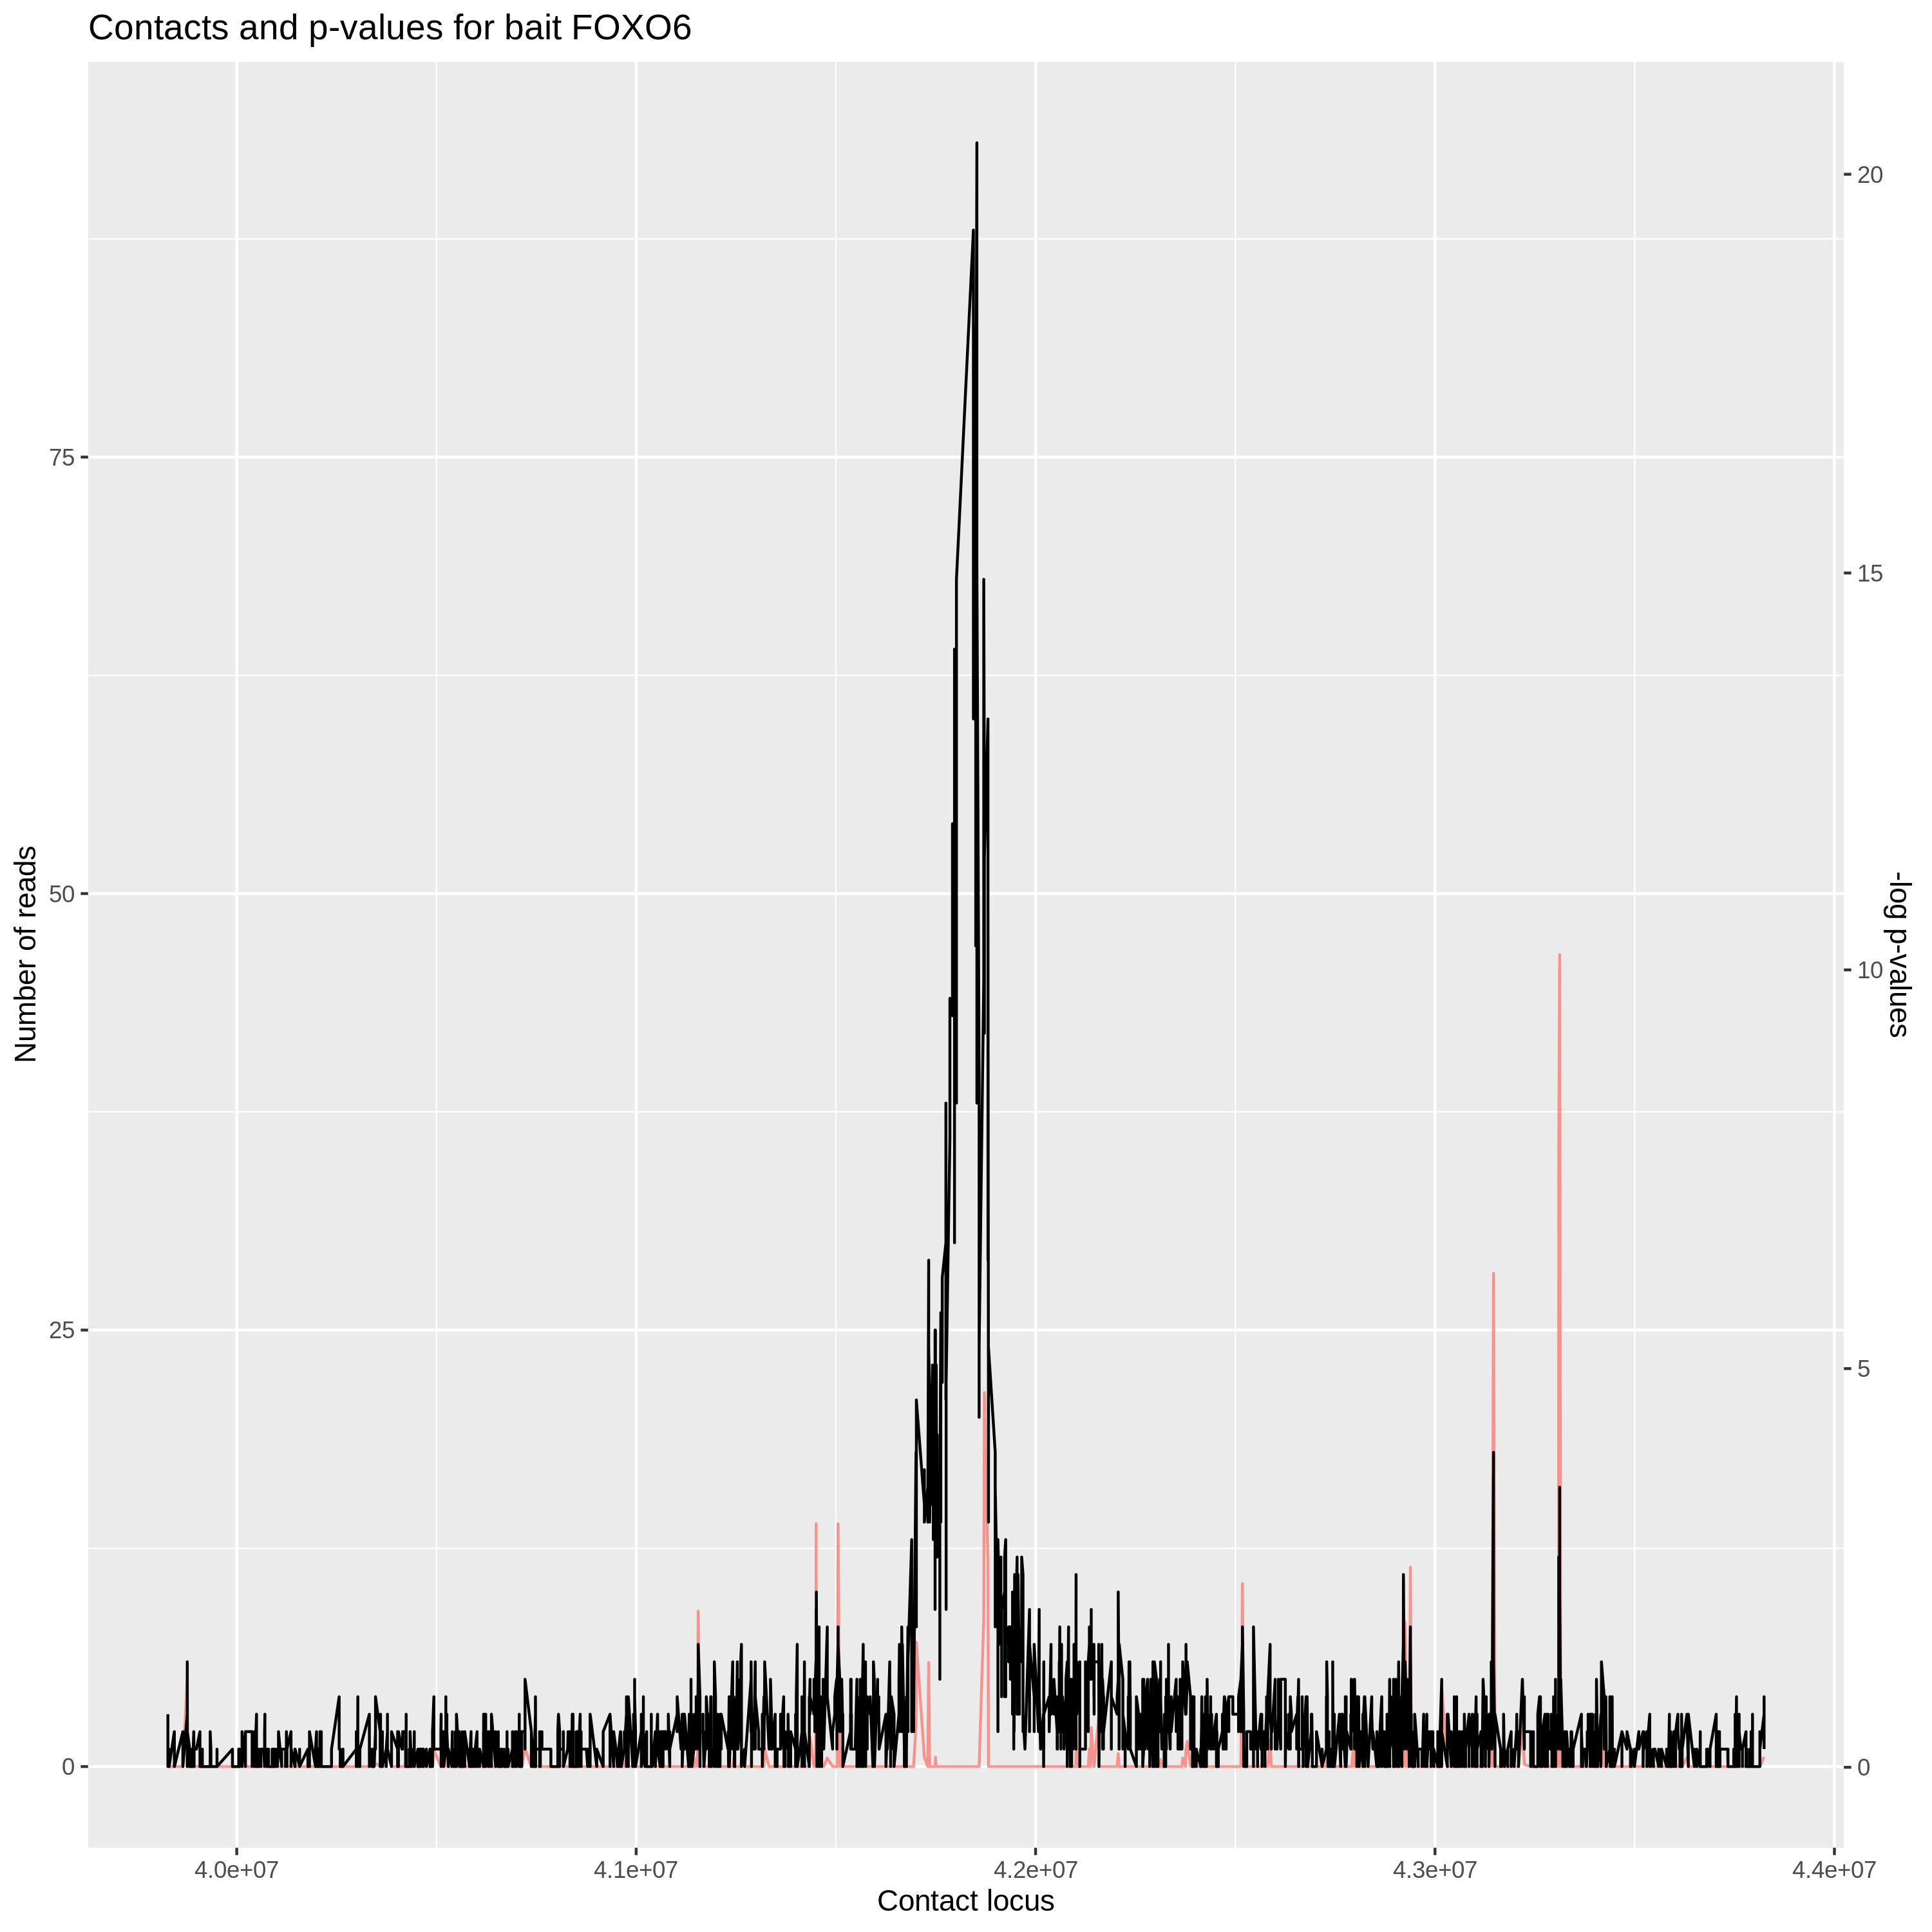 Contacts and p-values for bait FOXO6
Number of reads
75
50
25
0
20
15
10
5
0
-log p-values
4.0e+07
4.1e+07
4.2e+07
4.3e+07
4.4e+07
Contact locus